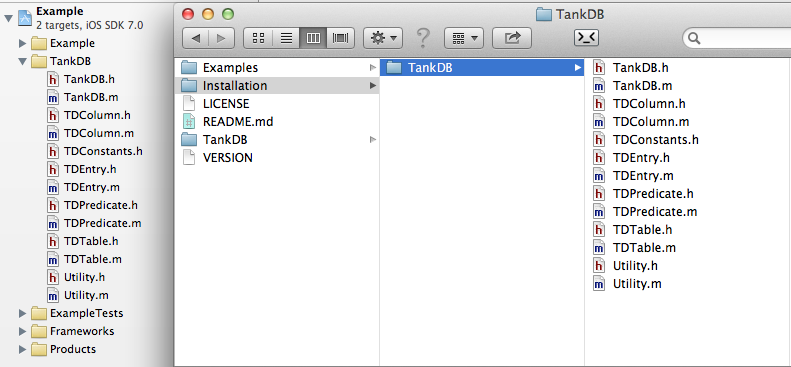 Example
2 targets, iOS SDK 7.0
Example
TankDB
TankDB.h
TankDB.m
TDColumn.h
TDColumn.m
TDConstants.h
TDEntry.h
TDEntry.m
TDPredicate.h
TDPredicate.m
TDTable.h
TDTable.m
Utility.h
Utility.m
ExampleTests
Frameworks
Products
TankDB
Examples
Installation
LICENSE
README.md
TankDB
VERSION
TankDB
TankDB.h
TankDB.m
TDColumn.h
TDColumn.m
TDConstants.h
TDEntry.h
TDEntry.m
TDPredicate.h
TDPredicate.m
TDTable.h
TDTable.m
Utility.h
Utility.m